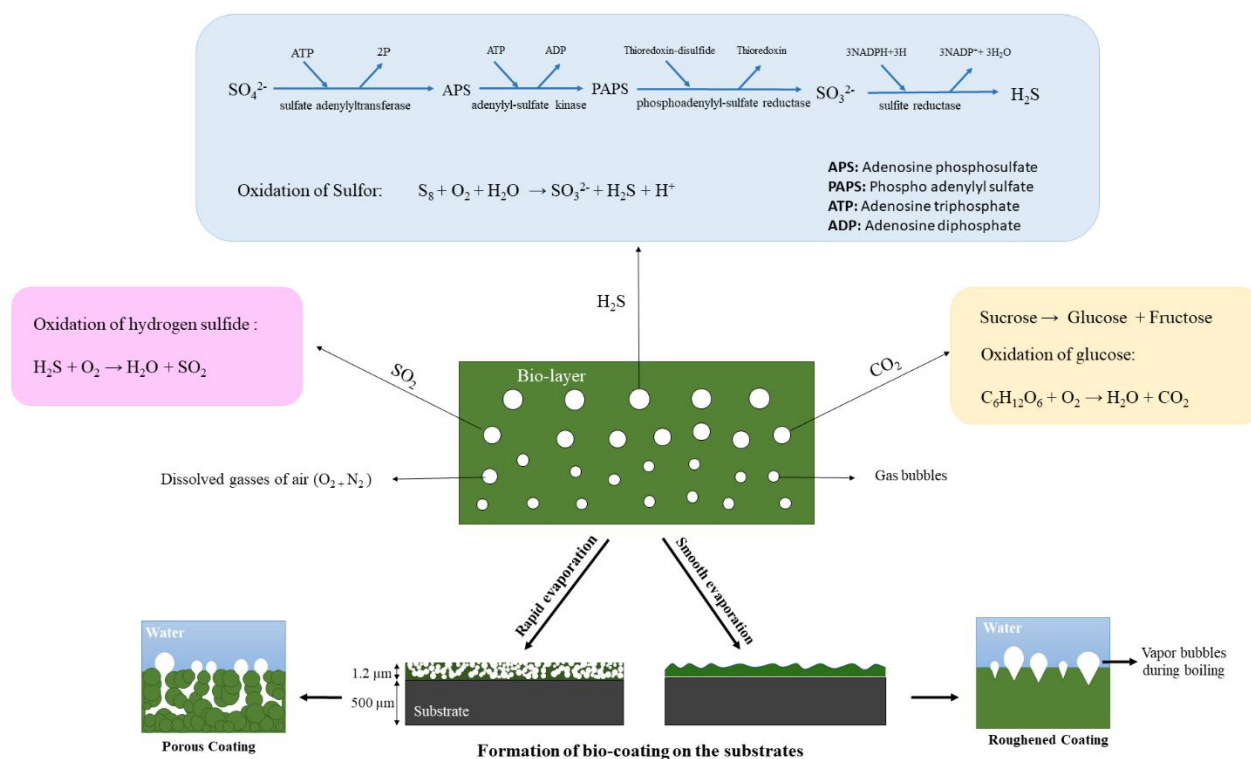 ATP 2P ATP ADP Thioredoxin-disulfide Thioredoxin 3NADPH+3H 3NADP⁺+ 3H₂O
SO₄²⁻ APS PAPS SO₃²⁻ H₂S
sulfate adenylyltransferase adenylyl-sulfate kinase phosphoadenylyl-sulfate reductase sulfite reductase
APS: Adenosine phosphosulfate
Oxidation of Sulfor: S₈ + O₂ + H₂O → SO₃²⁻ + H₂S + H⁺
PAPS: Phospho adenylyl sulfate
ATP: Adenosine triphosphate
ADP: Adenosine diphosphate
H₂S
Oxidation of hydrogen sulfide :
H₂S + O₂ → H₂O + SO₂
SO₂
Bio-layer
CO₂
Sucrose → Glucose + Fructose
Oxidation of glucose:
C₆H₁₂O₆ + O₂ → H₂O + CO₂
Dissolved gasses of air (O₂ + N₂)
Gas bubbles
Rapid evaporation
Smooth evaporation
Water
Porous Coating
1.2 µm
500 µm
Substrate
Water
Vapor bubbles
during boiling
Roughened Coating
Formation of bio-coating on the substrates